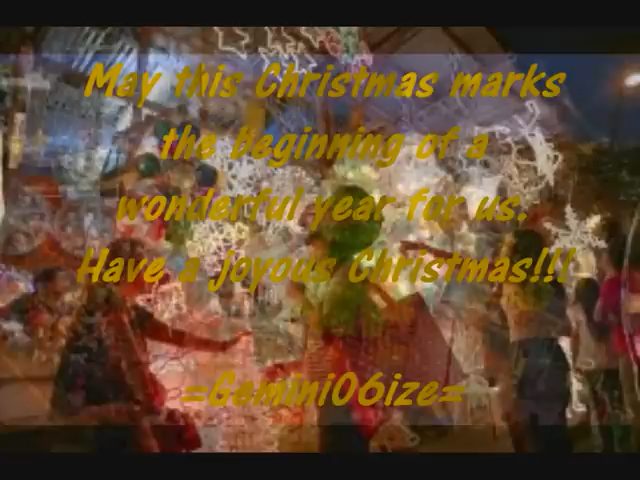 May this Christmas marks
the beginning of a
wonderful year for us.
Have a joyous Christmas!!!
=Gemini06ize=